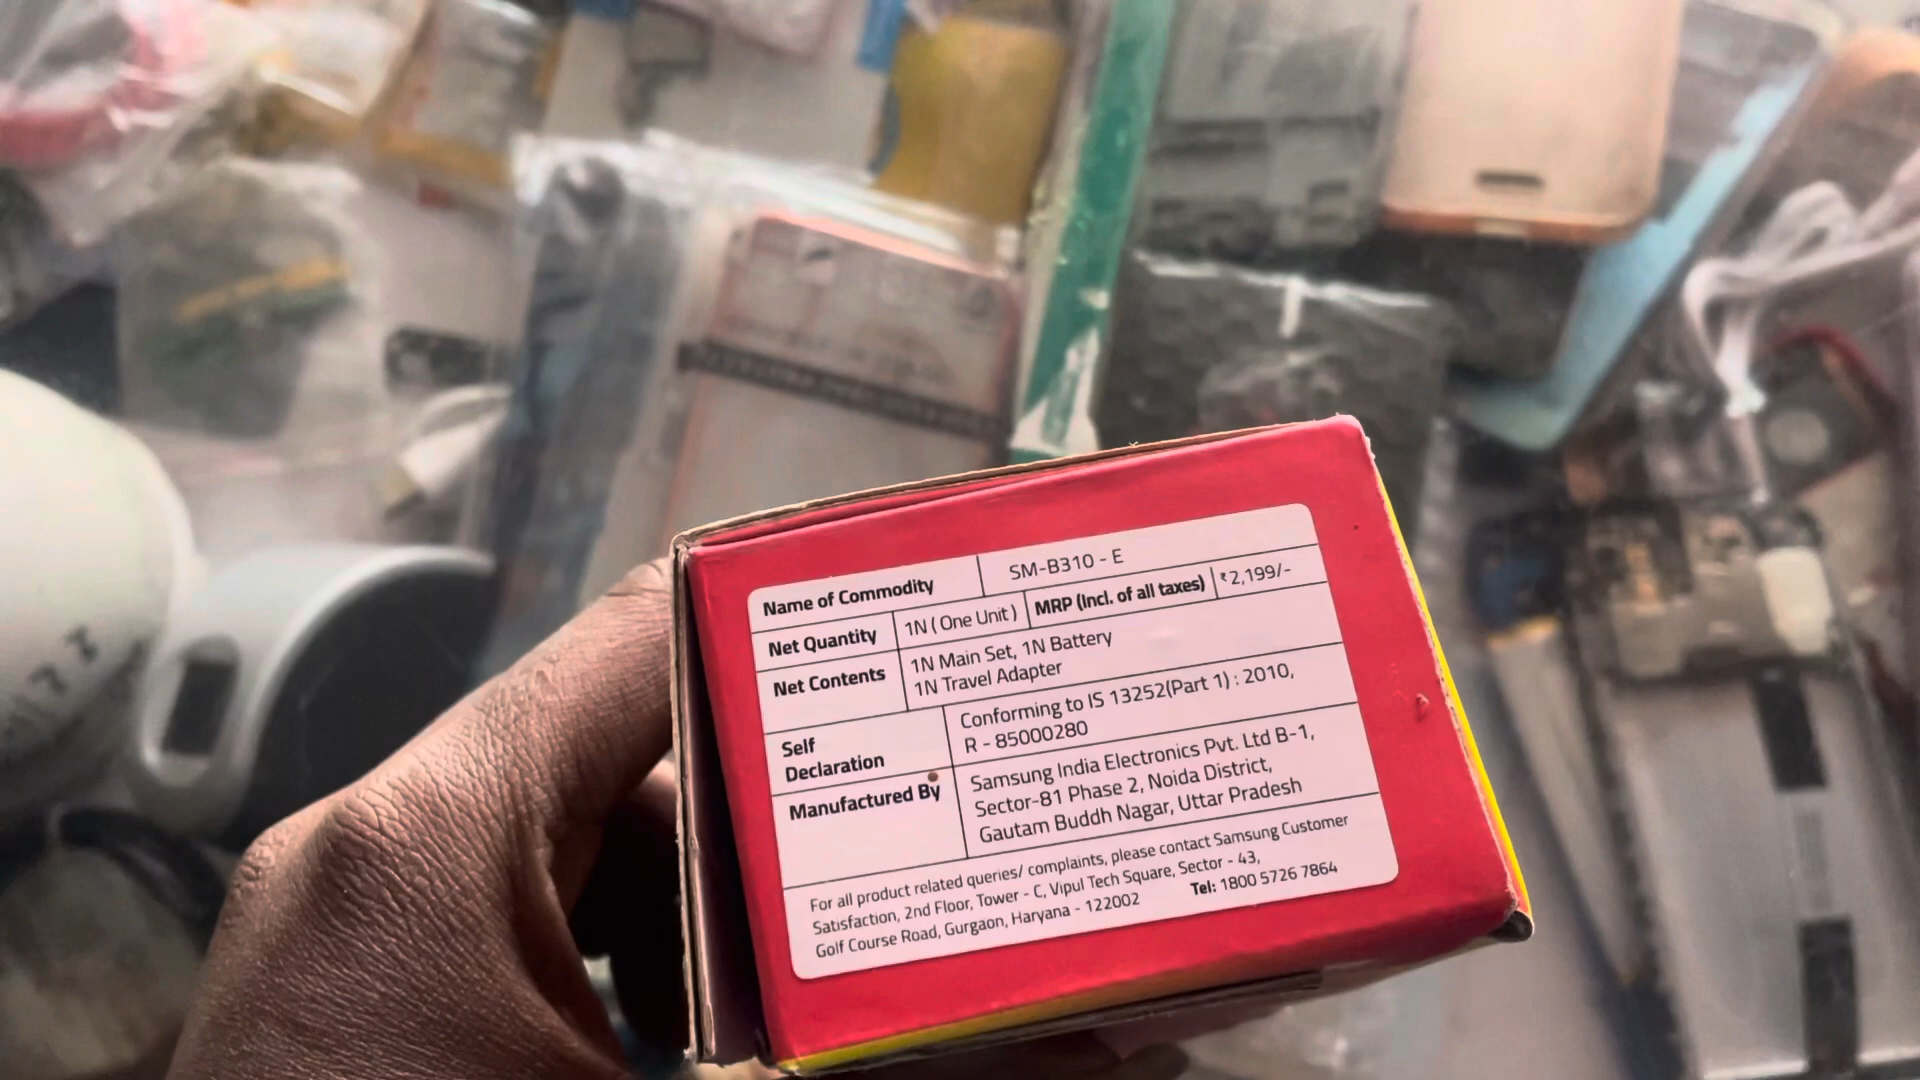 Name of Commodity SM-B310 - E
Net Quantity 1N ( One Unit ) MRP (Incl. of all taxes) ₹2,199/-
Net Contents 1N Main Set, 1N Battery
1N Travel Adapter
Self Declaration Conforming to IS 13252(Part 1) : 2010,
R - 85000280
Manufactured By Samsung India Electronics Pvt. Ltd B-1,
Sector-81 Phase 2, Noida District,
Gautam Buddh Nagar, Uttar Pradesh
For all product related queries/ complaints, please contact Samsung Customer
Satisfaction, 2nd Floor, Tower - C, Vipul Tech Square, Sector - 43,
Golf Course Road, Gurgaon, Haryana - 122002 Tel: 1800 5726 7864